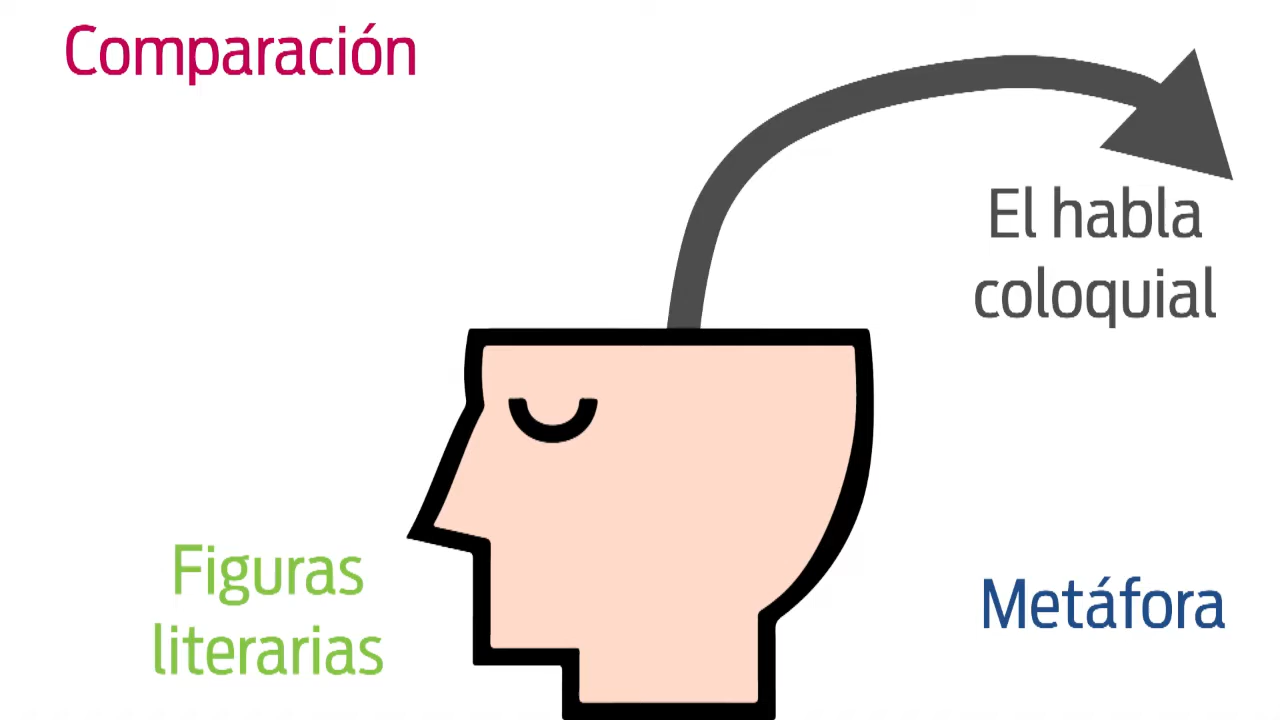 Comparación
El habla
coloquial
Figuras
literarias
Metáfora